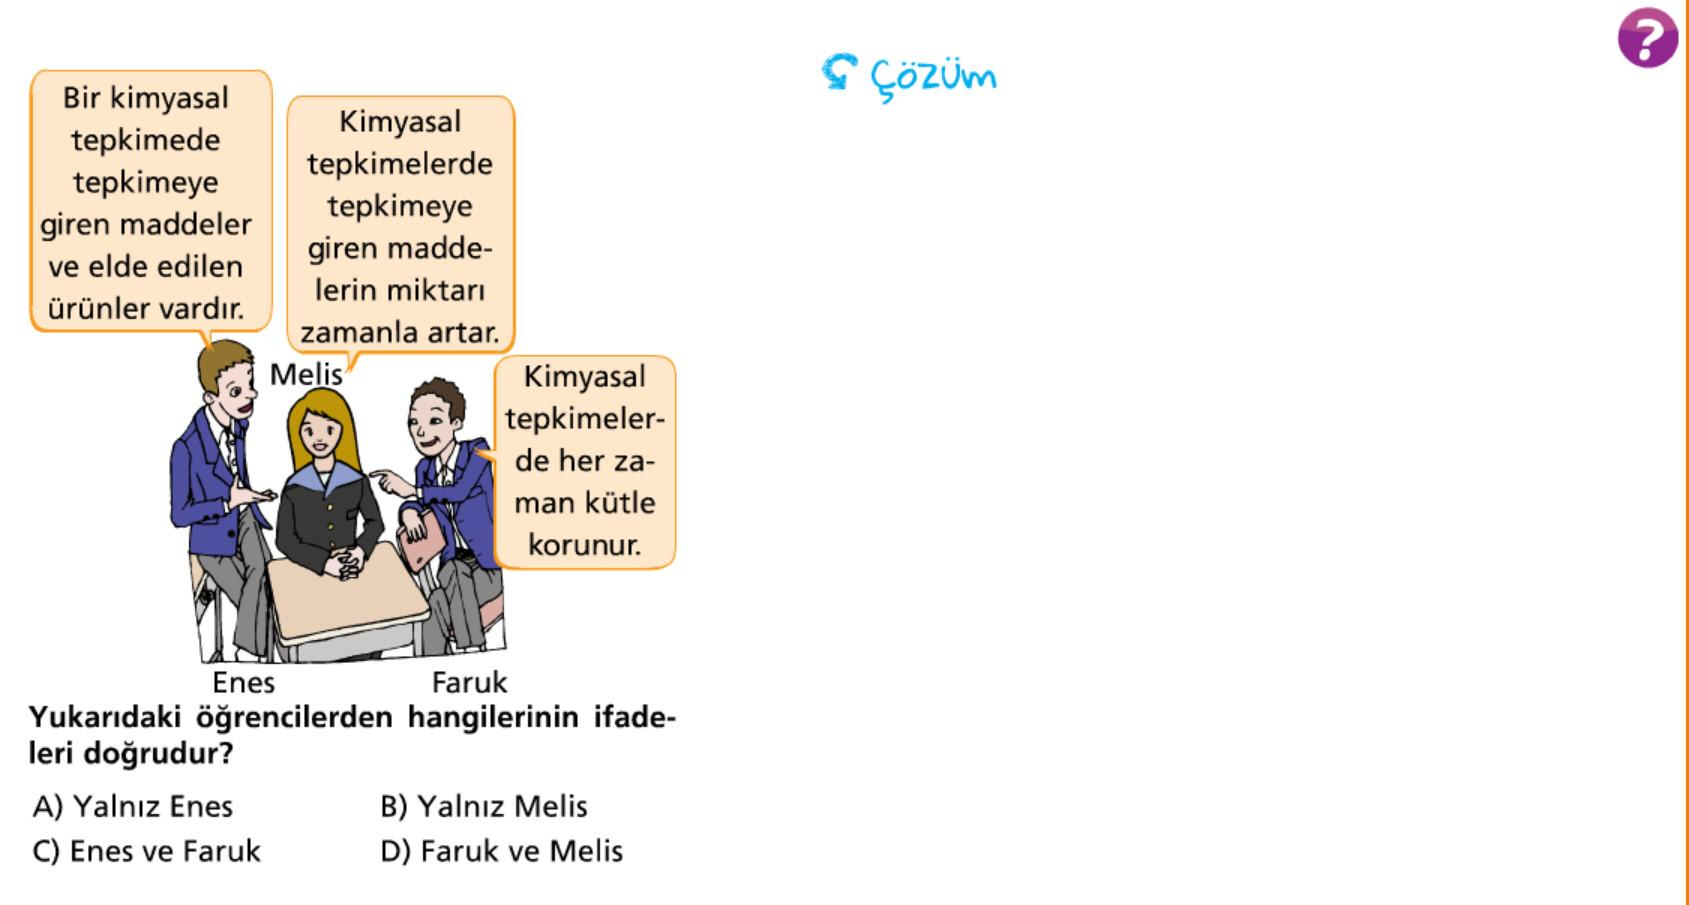 Bir kimyasal
tepkimede
tepkimeye
giren maddeler
ve elde edilen
ürünler vardır.
Kimyasal
tepkimelerde
tepkimeye
giren madde-
lerin miktarı
zamanla artar.
Melis
Kimyasal
tepkimeler-
de her za-
man kütle
korunur.
Enes
Faruk
Yukarıdaki öğrencilerden hangilerinin ifade-
leri doğrudur?
A) Yalnız Enes
B) Yalnız Melis
C) Enes ve Faruk
D) Faruk ve Melis
Çözüm
?